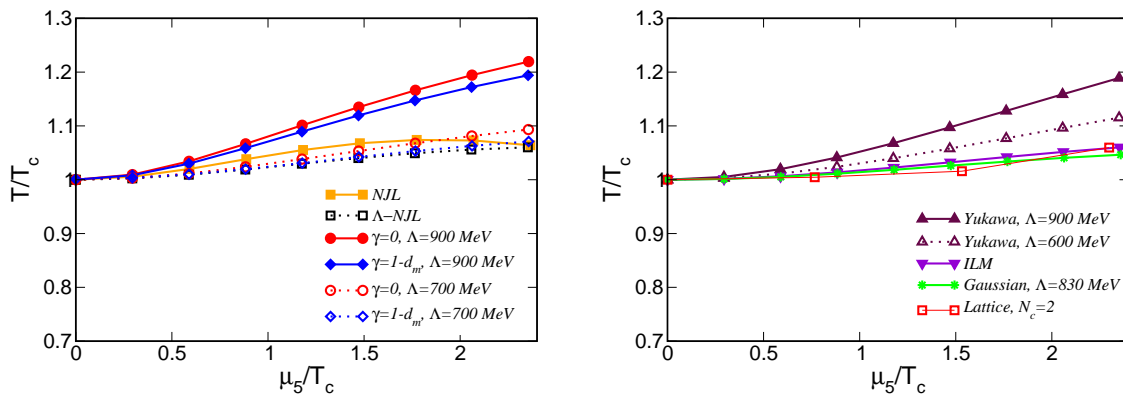 1.3
1.2
1.1
1
0.9
0.8
0.7
T/T_c
NJL
Λ−NJL
γ=0, Λ=900 MeV
γ=1-d_m, Λ=900 MeV
γ=0, Λ=700 MeV
γ=1-d_m, Λ=700 MeV
0 0.5 1 1.5 2
μ_5/T_c
1.3
1.2
1.1
1
0.9
0.8
0.7
T/T_c
Yukawa, Λ=900 MeV
Yukawa, Λ=600 MeV
ILM
Gaussian, Λ=830 MeV
Lattice, N_c=2
0 0.5 1 1.5 2
μ_5/T_c